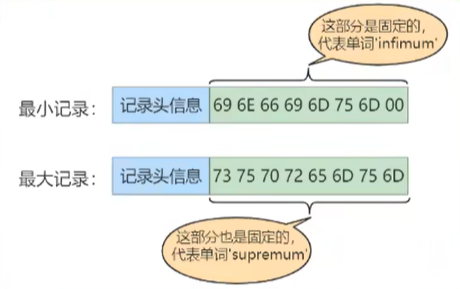 这部分是固定的，
代表单词'infimum'
最小记录： 记录头信息 69 6E 66 69 6D 75 6D 00
最大记录： 记录头信息 73 75 70 72 65 6D 75 6D
这部分也是固定的，
代表单词'supremum'